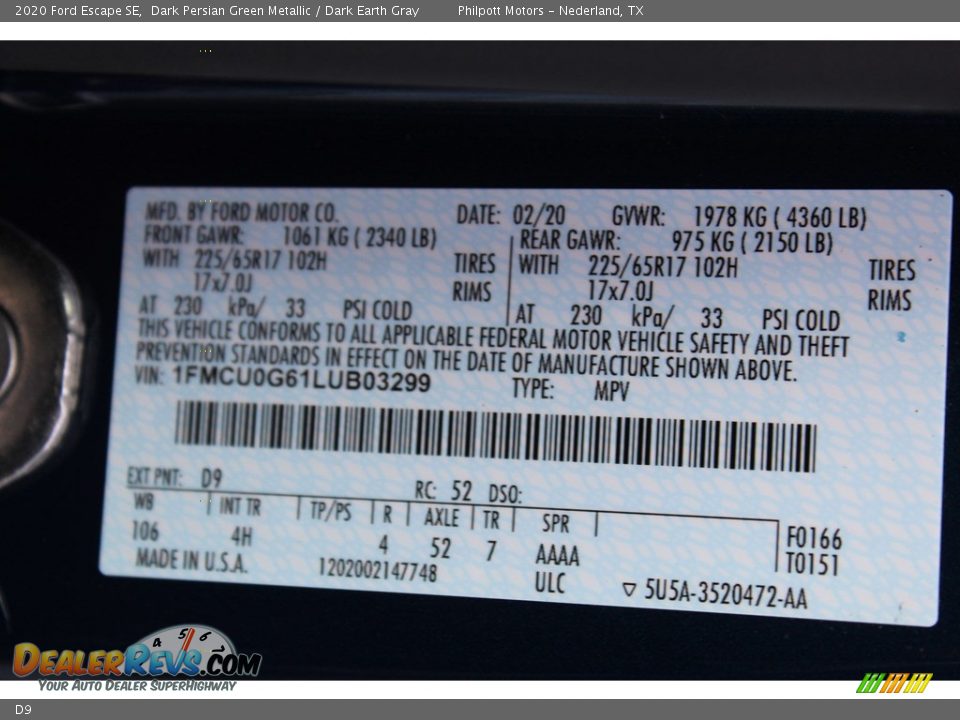 2020 Ford Escape SE, Dark Persian Green Metallic / Dark Earth Gray Philpott Motors - Nederland, TX
MFD. BY FORD MOTOR CO. DATE: 02/20 GVWR: 1978 KG ( 4360 LB)
FRONT GAWR: 1061 KG ( 2340 LB) REAR GAWR: 975 KG ( 2150 LB)
WITH 225/65R17 102H TIRES WITH 225/65R17 102H TIRES
17x7.0J RIMS 17x7.0J RIMS
AT 230 kPa/ 33 PSI COLD AT 230 kPa/ 33 PSI COLD
THIS VEHICLE CONFORMS TO ALL APPLICABLE FEDERAL MOTOR VEHICLE SAFETY AND THEFT
PREVENTION STANDARDS IN EFFECT ON THE DATE OF MANUFACTURE SHOWN ABOVE.
VIN: 1FMCU0G61LUB03299 TYPE: MPV
EXT PNT: D9 RC: 52 DSO:
WB INT TR TP/PS R AXLE TR SPR F0166
106 4H 4 52 7 AAAA T0151
MADE IN U.S.A. 1202002147748 ULC ▽ 5U5A-3520472-AA
4 5 6
DEALERREVS.COM
YOUR AUTO DEALER SUPERHIGHWAY
D9